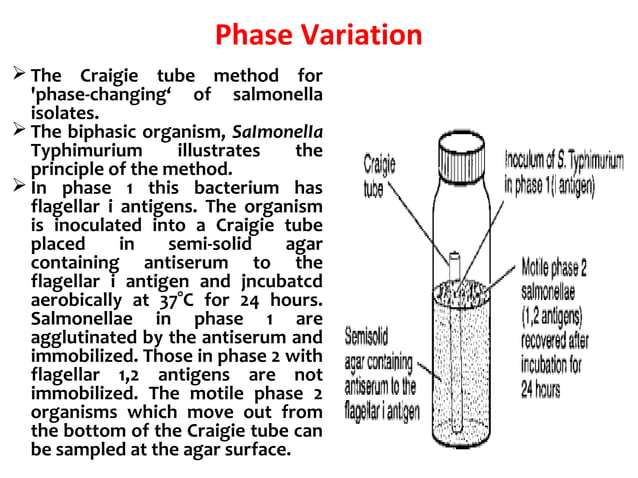 Phase Variation
The Craigie tube method for
'phase-changing‘ of salmonella
isolates.
The biphasic organism, SaImonelIa
Typhimurium illustrates the
principle of the method.
In phase 1 this bacterium has
flagellar i antigens. The organism
is inoculated into a Craigie tube
placed in semi-solid agar
containing antiserum to the
flagellar i antigen and jncubatcd
aerobically at 37°C for 24 hours.
Salmonellae in phase 1 are
agglutinated by the antiserum and
immobilized. Those in phase 2 with
flagellar 1,2 antigens are not
immobilized. The motile phase 2
organisms which move out from
the bottom of the Craigie tube can
be sampled at the agar surface.
Craigie
tube
Inoculum of S. Typhimurium
in phase 1(i antigen)
Motile phase 2
salmonellae
(1,2 antigens)
recovered after
incubation for
24 hours
Semisolid
agar containing
antiserum to the
flagellar i antigen